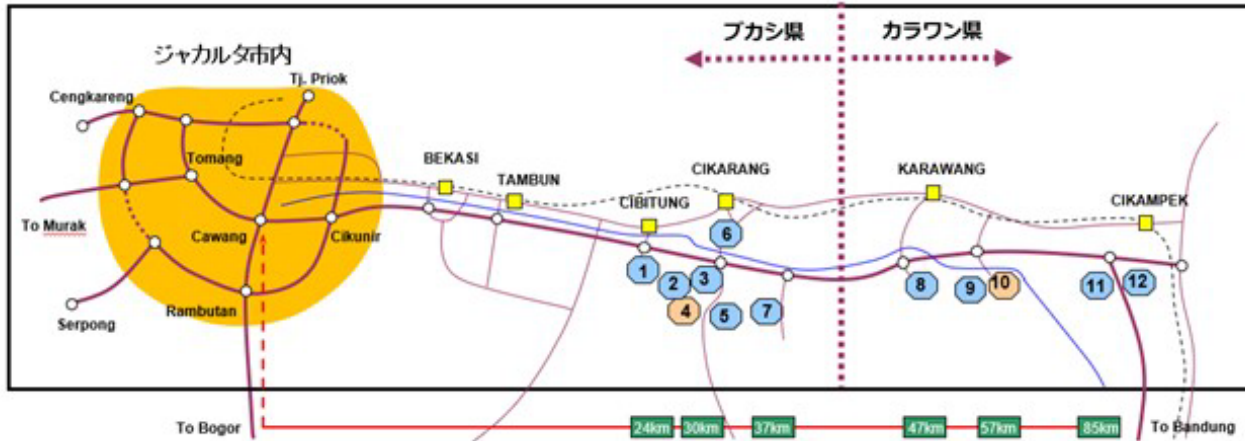 ブカシ県
カラワン県
ジャカルタ市内
Tj. Priok
Cengkareng
Tomang
BEKASI
TAMBUN
CIKARANG
KARAWANG
CIBITUNG
CIKAMPEK
To Murak
Cawang
Cikunir
6
1
2
3
4
5
7
8
9
10
11
12
Rambutan
Serpong
To Bogor
24km
30km
37km
47km
57km
85km
To Bandung